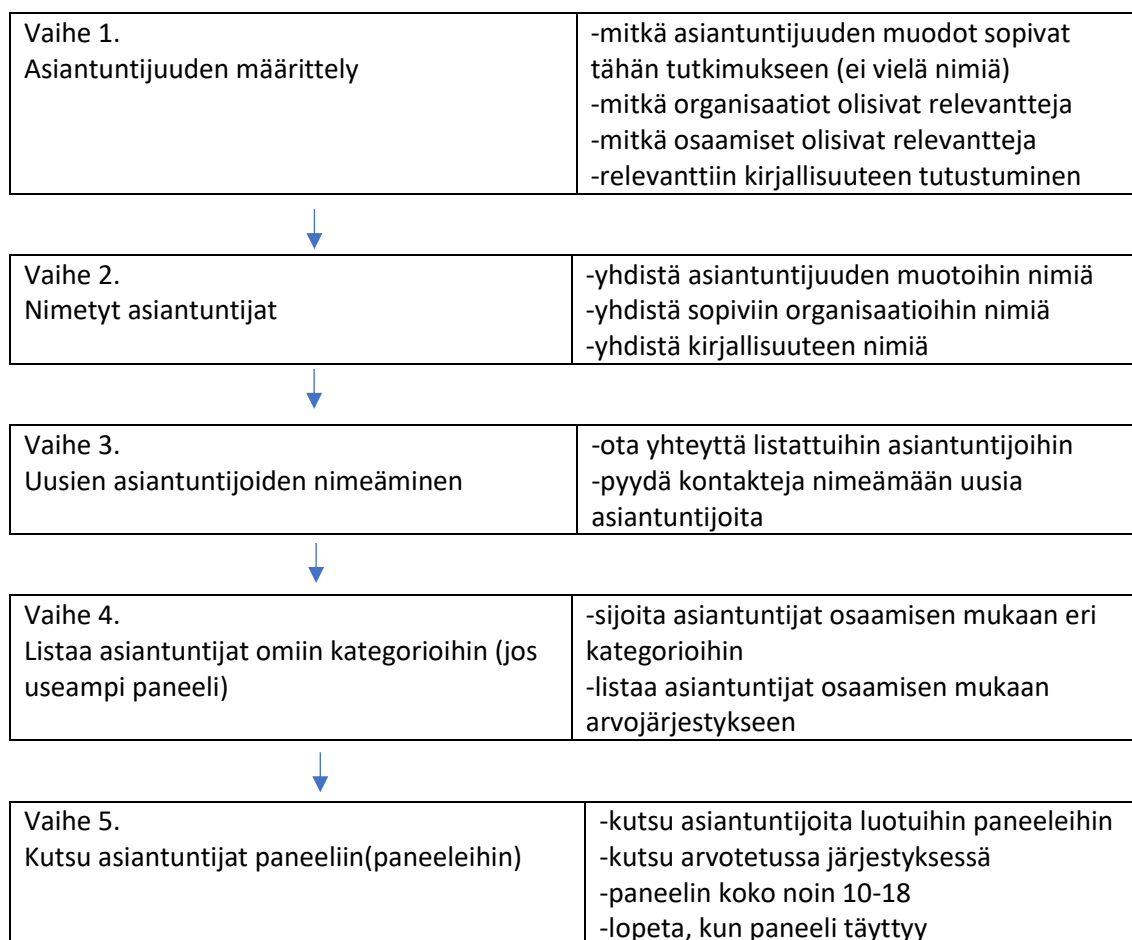 Vaihe 1.
Asiantuntijuuden määrittely
-mitkä asiantuntijuuden muodot sopivat
tähän tutkimukseen (ei vielä nimiä)
-mitkä organisaatiot olisivat relevantteja
-mitkä osaamiset olisivat relevantteja
-relevanttiin kirjallisuuteen tutustuminen
Vaihe 2.
Nimetyt asiantuntijat
-yhdistä asiantuntijuuden muotoihin nimiä
-yhdistä sopiviin organisaatioihin nimiä
-yhdistä kirjallisuuteen nimiä
Vaihe 3.
Uusien asiantuntijoiden nimeäminen
-ota yhteyttä listattuihin asiantuntijoihin
-pyydä kontakteja nimeämään uusia
asiantuntijoita
Vaihe 4.
Listaa asiantuntijat omiin kategorioihin (jos
useampi paneeli)
-sijoita asiantuntijat osaamisen mukaan eri
kategorioihin
-listaa asiantuntijat osaamisen mukaan
arvojärjestykseen
Vaihe 5.
Kutsu asiantuntijat paneeliin(paneeleihin)
-kutsu asiantuntijoita luotuihin paneeleihin
-kutsu arvotetussa järjestyksessä
-paneelin koko noin 10-18
-lopeta, kun paneeli täyttyy